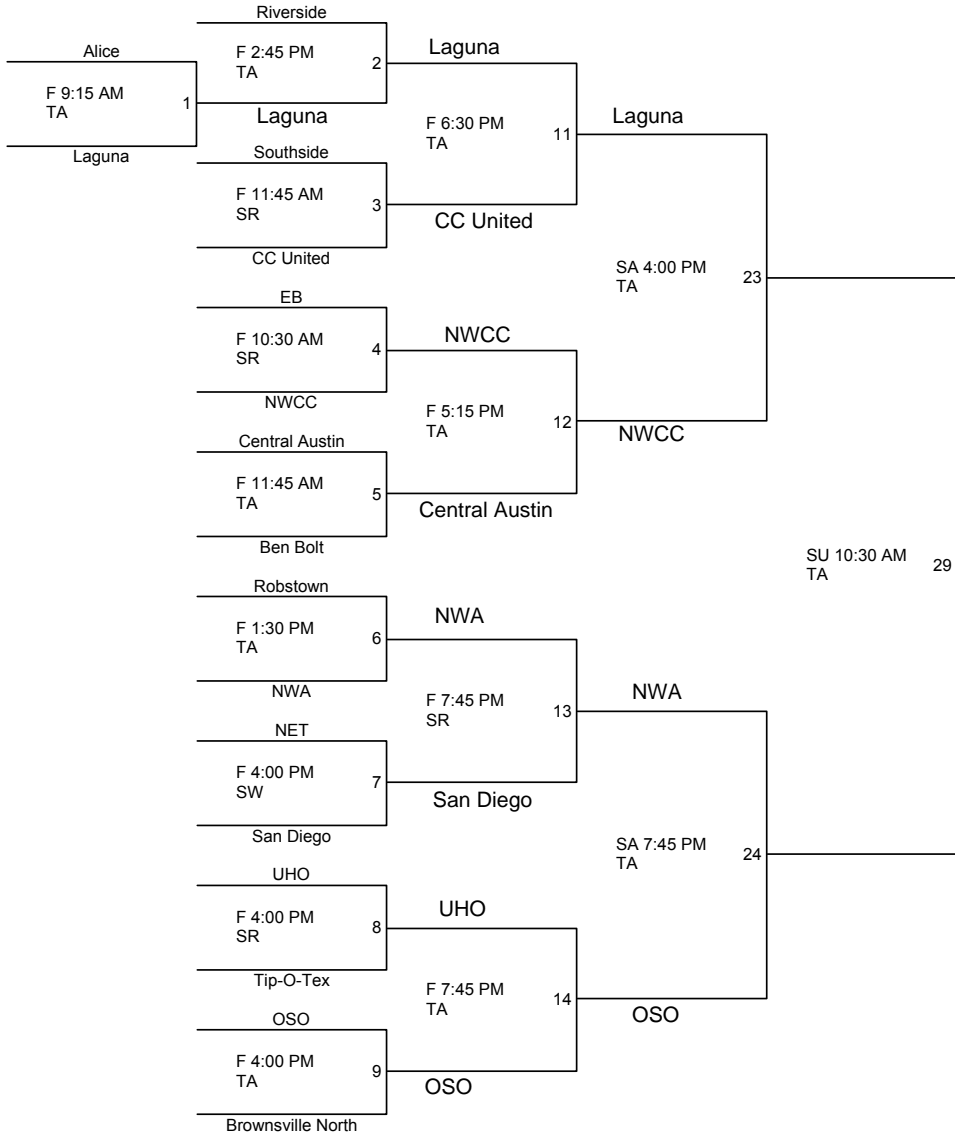 Riverside
F 2:45 PM
TA
2
Laguna
Alice
F 9:15 AM
TA
1
Laguna
Laguna
F 6:30 PM
TA
11
Laguna
Southside
F 11:45 AM
SR
3
CC United
CC United
SA 4:00 PM
TA
23
EB
F 10:30 AM
SR
4
NWCC
NWCC
F 5:15 PM
TA
12
NWCC
Central Austin
F 11:45 AM
TA
5
Central Austin
Ben Bolt
SU 10:30 AM
TA
29
Robstown
F 1:30 PM
TA
6
NWA
NWA
F 7:45 PM
SR
13
NWA
NET
F 4:00 PM
SW
7
San Diego
San Diego
SA 7:45 PM
TA
24
UHO
F 4:00 PM
SR
8
UHO
Tip-O-Tex
F 7:45 PM
TA
14
OSO
OSO
F 4:00 PM
TA
9
OSO
Brownsville North